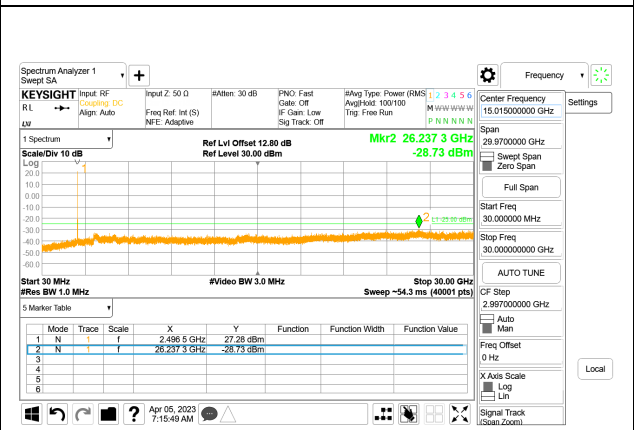 Spectrum Analyzer 1
Swept SA
+
Frequency
KEYSIGHT
RL
Input: RF
Coupling: DC
Align: Auto
Input Z: 50 Ω
Freq Ref: Int (S)
NFE: Adaptive
#Atten: 30 dB
PNO: Fast
Gate: Off
IF Gain: Low
Sig Track: Off
#Avg Type: Power (RMS
Avg|Hold: 100/100
Trig: Free Run
1 2 3 4 5 6
M W W W W W
P N N N N N
1 Spectrum
Scale/Div 10 dB
Log
Ref Lvl Offset 12.80 dB
Ref Level 30.00 dBm
Mkr2 26.237 3 GHz
-28.73 dBm
1
20.0
10.0
0.00
-10.0
-20.0
-30.0
-40.0
-50.0
-60.0
2
Start 30 MHz
#Res BW 1.0 MHz
#Video BW 3.0 MHz
Stop 30.00 GHz
Sweep ~54.3 ms (40001 pts)
5 Marker Table
Mode Trace Scale X Y Function Function Width Function Value
1 N 1 f 2.496 5 GHz 27.28 dBm
2 N 1 f 26.237 3 GHz -28.73 dBm
3
4
5
6
Apr 05, 2023
7:15:49 AM
Center Frequency
15.015000000 GHz
Span
29.9700000 GHz
Swept Span
Zero Span
Full Span
Start Freq
30.000000 MHz
Stop Freq
30.000000000 GHz
AUTO TUNE
CF Step
2.997000000 GHz
Auto
Man
Freq Offset
0 Hz
X Axis Scale
Log
Lin
Signal Track
(Span Zoom)
Settings
Local